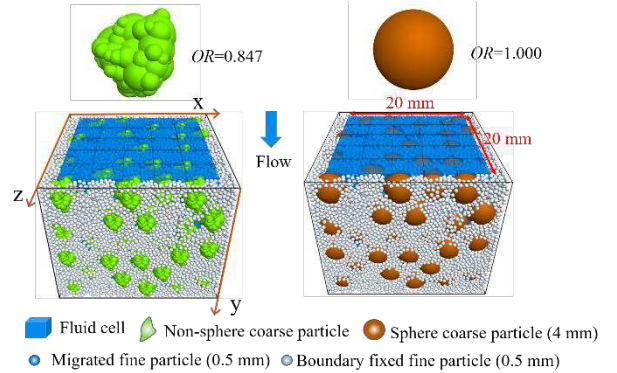 OR=0.847
OR=1.000
x
20 mm
20 mm
Flow
z
y
Fluid cell
Non-sphere coarse particle
Sphere coarse particle (4 mm)
Migrated fine particle (0.5 mm)
Boundary fixed fine particle (0.5 mm)